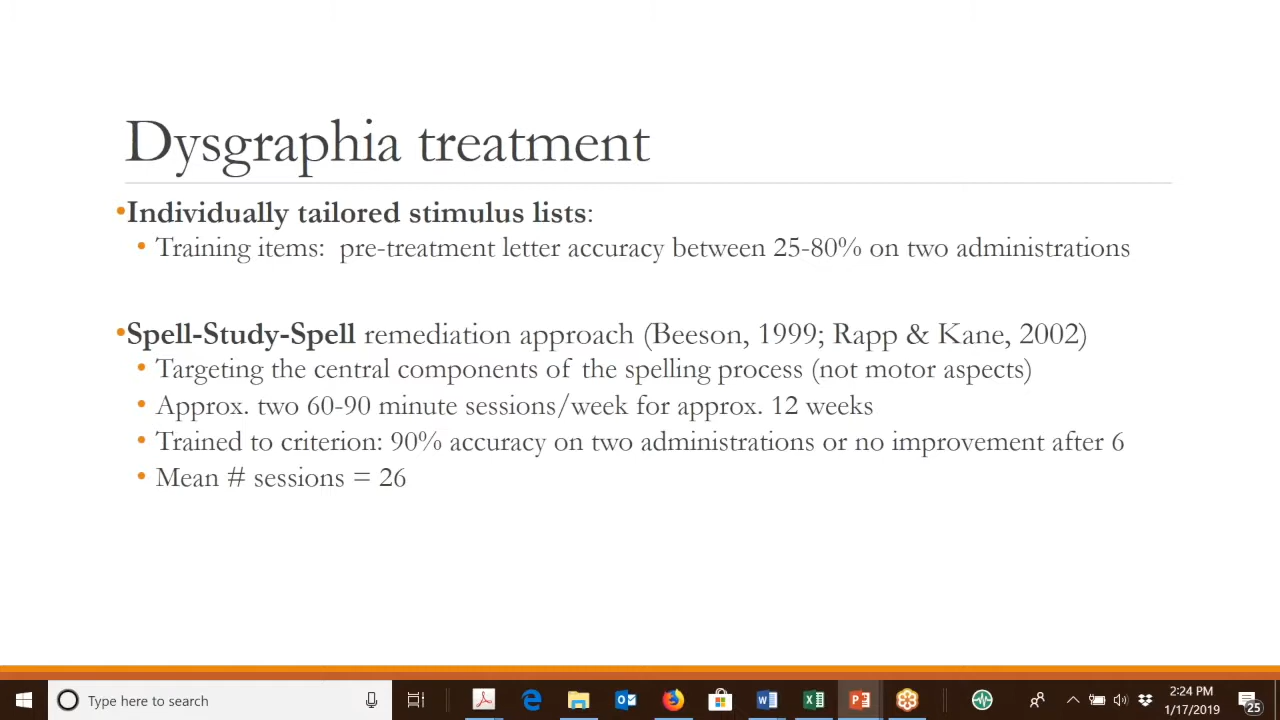 Dysgraphia treatment
•Individually tailored stimulus lists:
• Training items: pre-treatment letter accuracy between 25-80% on two administrations
•Spell-Study-Spell remediation approach (Beeson, 1999; Rapp & Kane, 2002)
• Targeting the central components of the spelling process (not motor aspects)
• Approx. two 60-90 minute sessions/week for approx. 12 weeks
• Trained to criterion: 90% accuracy on two administrations or no improvement after 6
• Mean # sessions = 26
Type here to search
2:24 PM
1/17/2019
25